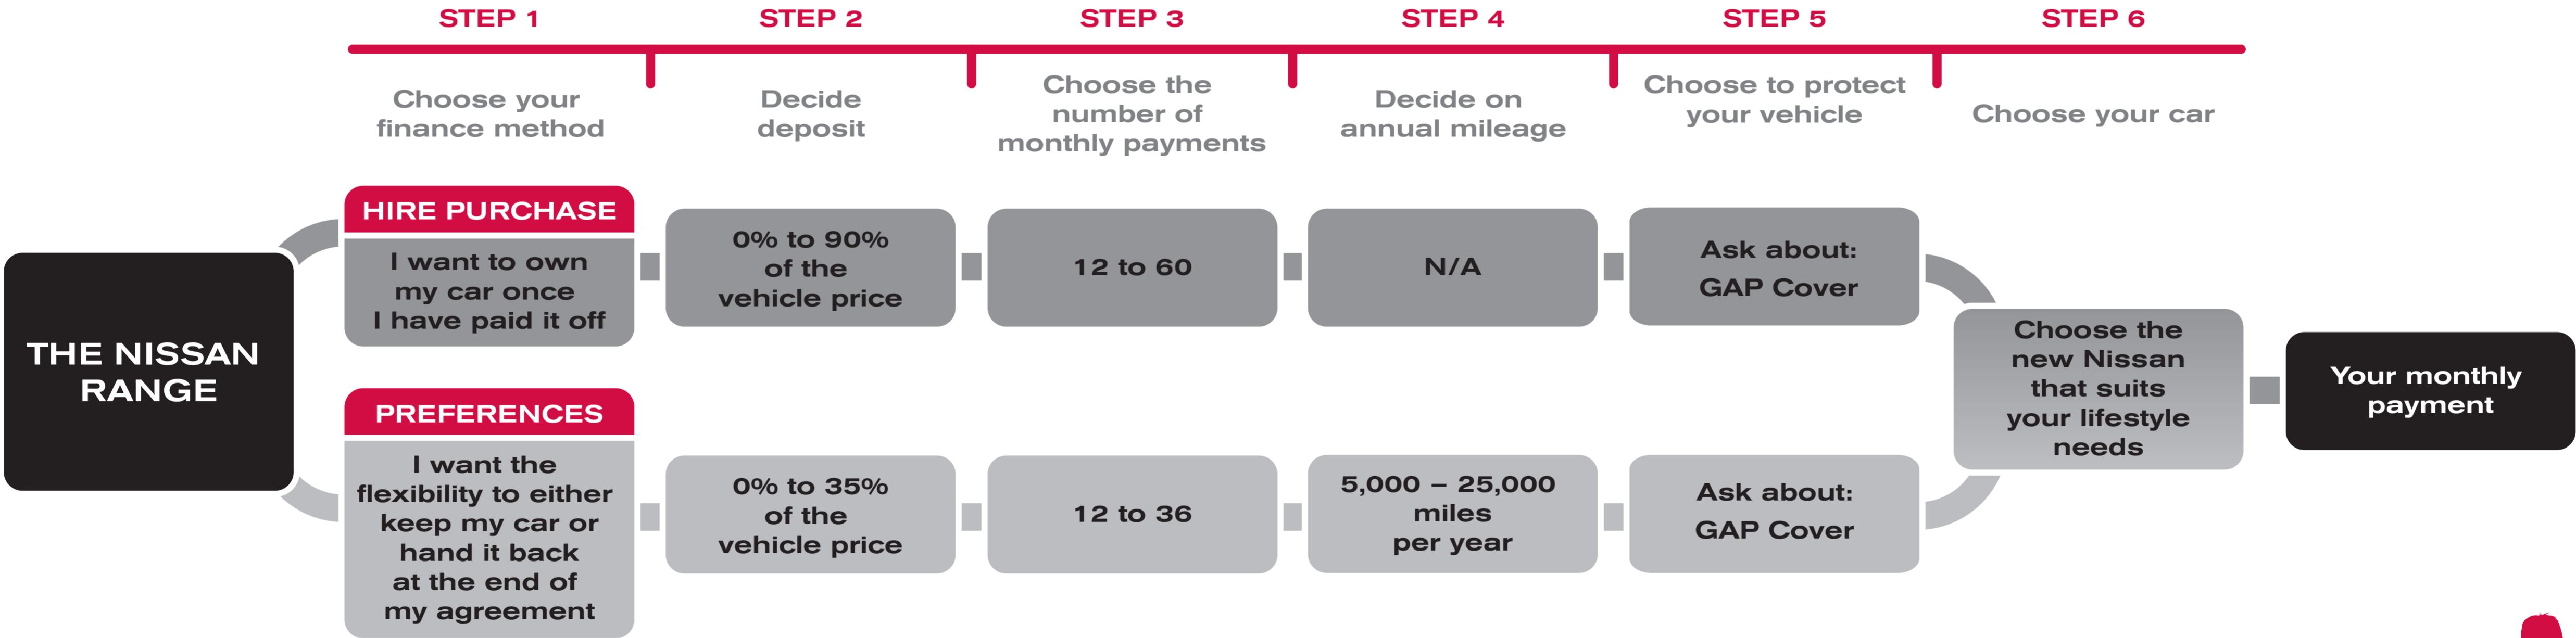 STEP 1
STEP 2
STEP 3
STEP 4
STEP 5
STEP 6
Choose your
finance method
Decide
deposit
Choose the
number of
monthly payments
Decide on
annual mileage
Choose to protect
your vehicle
Choose your car
THE NISSAN
RANGE
HIRE PURCHASE
I want to own
my car once
I have paid it off
0% to 90%
of the
vehicle price
12 to 60
N/A
Ask about:
GAP Cover
PREFERENCES
I want the
flexibility to either
keep my car or
hand it back
at the end of
my agreement
0% to 35%
of the
vehicle price
12 to 36
5,000 – 25,000
miles
per year
Ask about:
GAP Cover
Choose the
new Nissan
that suits
your lifestyle
needs
Your monthly
payment